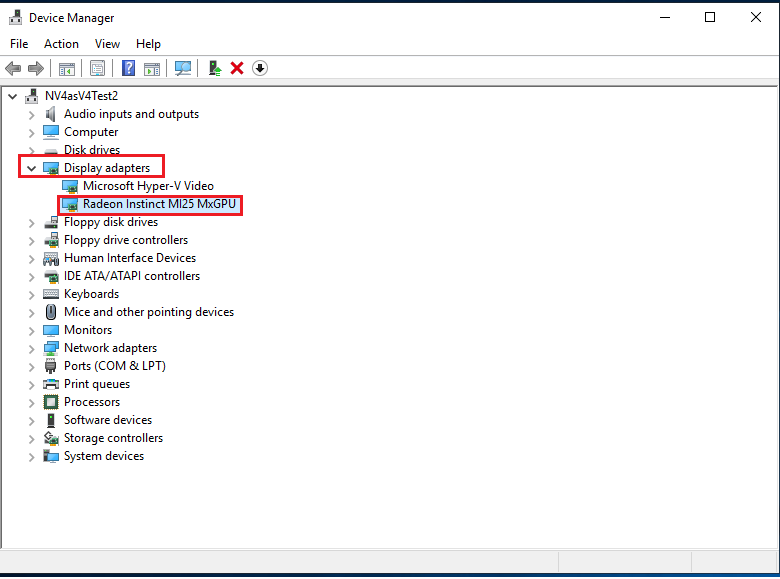 Device Manager
File Action View Help
NV4asV4Test2
Audio inputs and outputs
Computer
Disk drives
Display adapters
Microsoft Hyper-V Video
Radeon Instinct MI25 MxGPU
Floppy disk drives
Floppy drive controllers
Human Interface Devices
IDE ATA/ATAPI controllers
Keyboards
Mice and other pointing devices
Monitors
Network adapters
Ports (COM & LPT)
Print queues
Processors
Software devices
Storage controllers
System devices